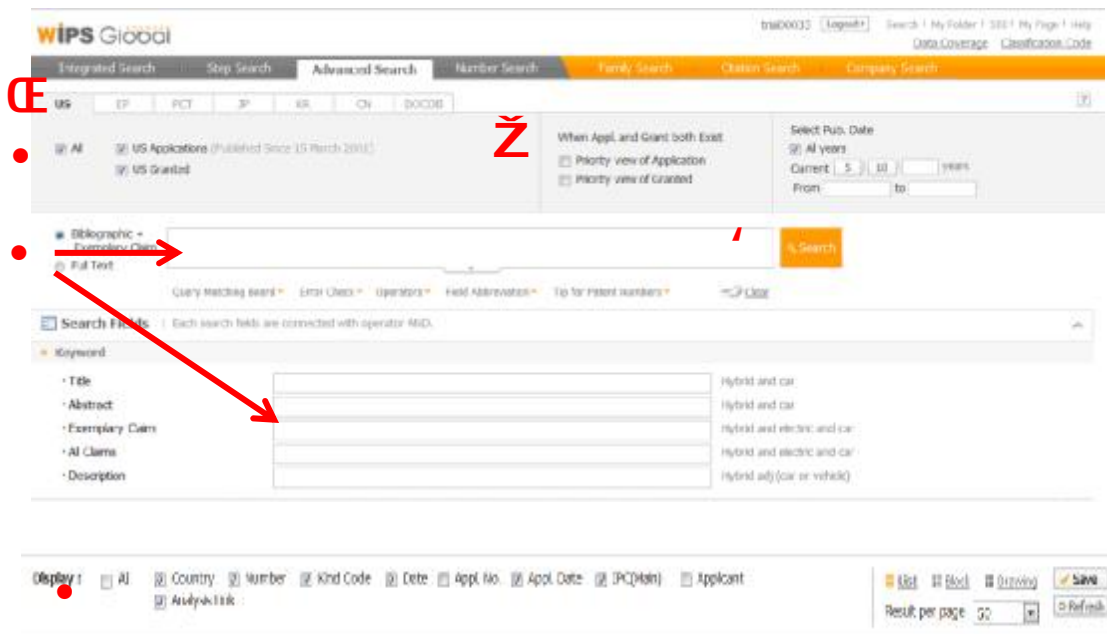 WIPS Global
Logout Search | My Folder | SDI | My Page | Help
Data Coverage Classification Code
Integrated Search Step Search Advanced Search Number Search Family Search Citation Search Company Search
Œ
US EP PCT JP KR CN DOCDB
Ž
All US Applications (Published Since 15 March 2001)
US Granted
When Appl. and Grant both Exist
Priority view of Application
Priority view of Granted
Select Pub. Date
All years
Current 5 10 years
From to
Bibliographic +
Exemplary Claim
Full Text
Search
Query Matching Board Error Check Operators Field Abbreviation Tip for Patent Numbers Clear
Search Fields | Each search fields are connected with operator AND.
Keyword
· Title Hybrid and car
· Abstract Hybrid and car
· Exemplary Claim Hybrid and electric and car
· All Claims Hybrid and electric and car
· Description Hybrid adj (car or vehicle)
Display : All Country Number Kind Code Date Appl. No. Appl. Date IPC(Main) Applicant
Analysis Link
List Block Drawing Save
Result per page 50 Refresh